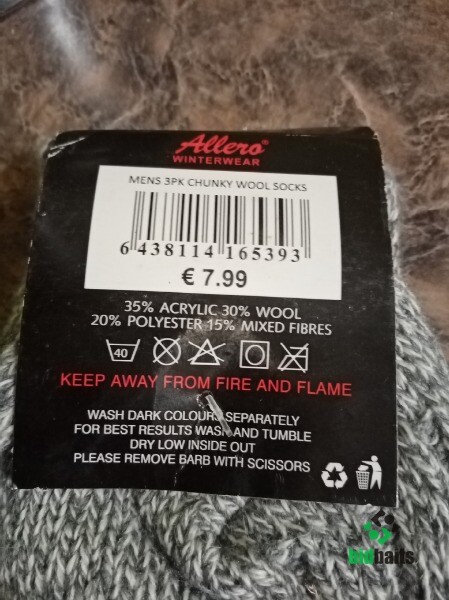 Allero®
WINTERWEAR
MENS 3PK CHUNKY WOOL SOCKS
6 438114 165393
€ 7.99
35% ACRYLIC 30% WOOL
20% POLYESTER 15% MIXED FIBRES
40
KEEP AWAY FROM FIRE AND FLAME
WASH DARK COLOURS SEPARATELY
FOR BEST RESULTS WASH AND TUMBLE
DRY LOW INSIDE OUT
PLEASE REMOVE BARB WITH SCISSORS
bidbaits